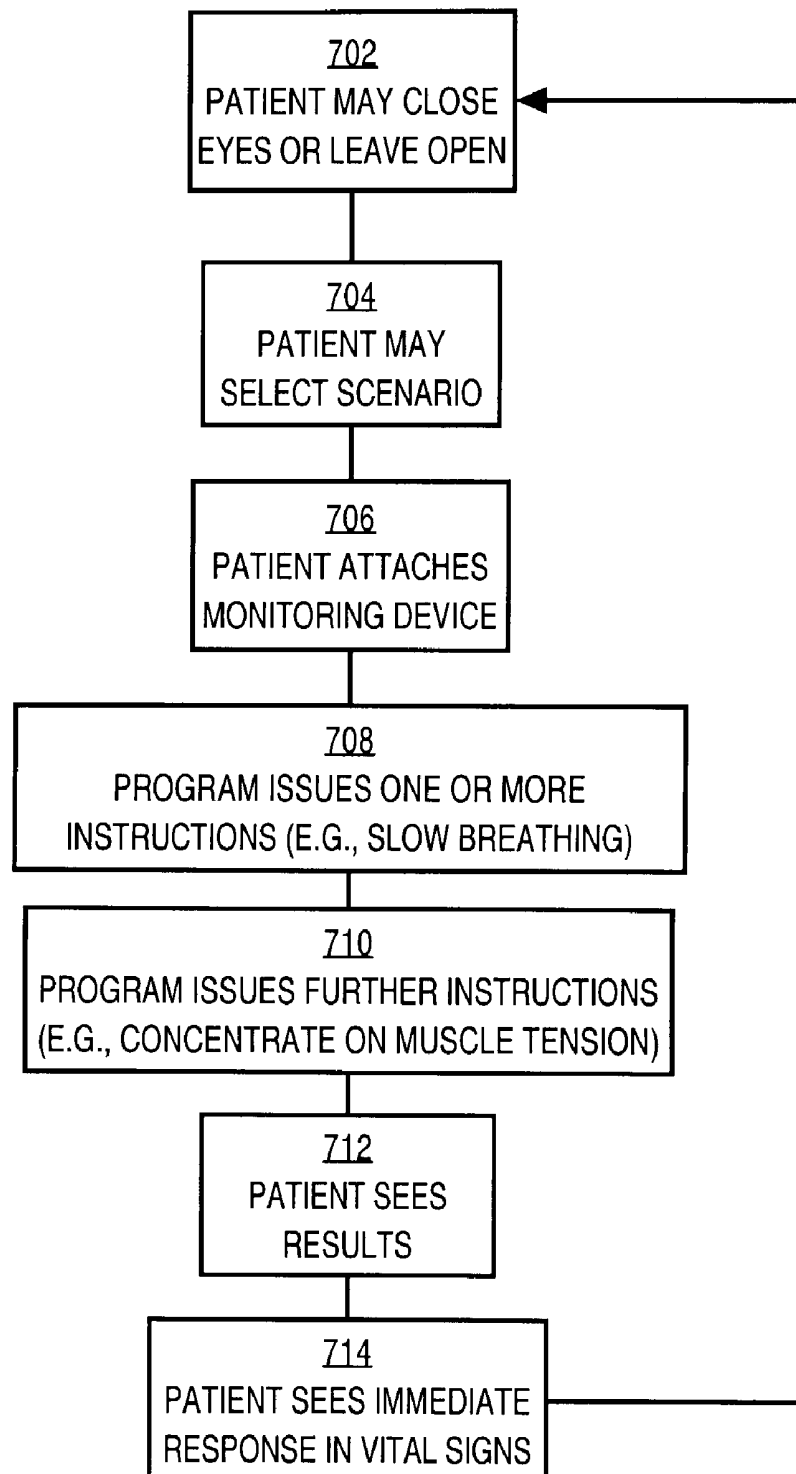 702
PATIENT MAY CLOSE
EYES OR LEAVE OPEN
704
PATIENT MAY
SELECT SCENARIO
706
PATIENT ATTACHES
MONITORING DEVICE
708
PROGRAM ISSUES ONE OR MORE
INSTRUCTIONS (E.G., SLOW BREATHING)
710
PROGRAM ISSUES FURTHER INSTRUCTIONS
(E.G., CONCENTRATE ON MUSCLE TENSION)
712
PATIENT SEES
RESULTS
714
PATIENT SEES IMMEDIATE
RESPONSE IN VITAL SIGNS